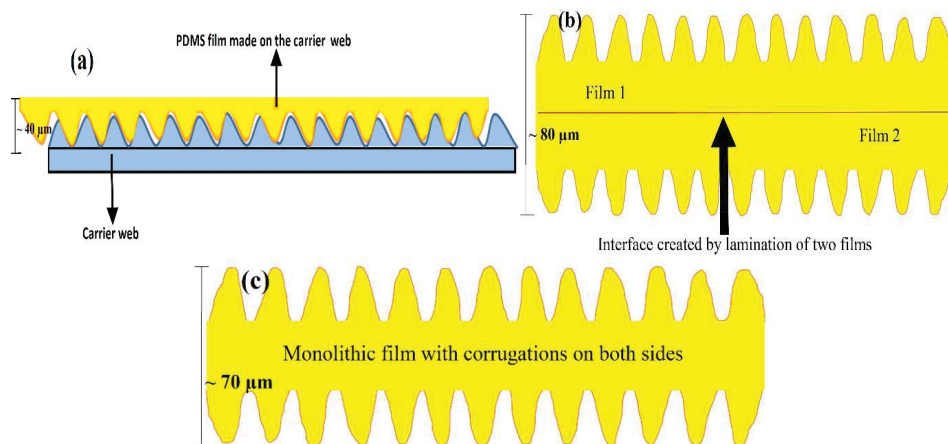 PDMS film made on the carrier web
(a)
~ 40 µm
Carrier web
(b)
Film 1
~ 80 µm
Film 2
Interface created by lamination of two films
(c)
Monolithic film with corrugations on both sides
~ 70 µm